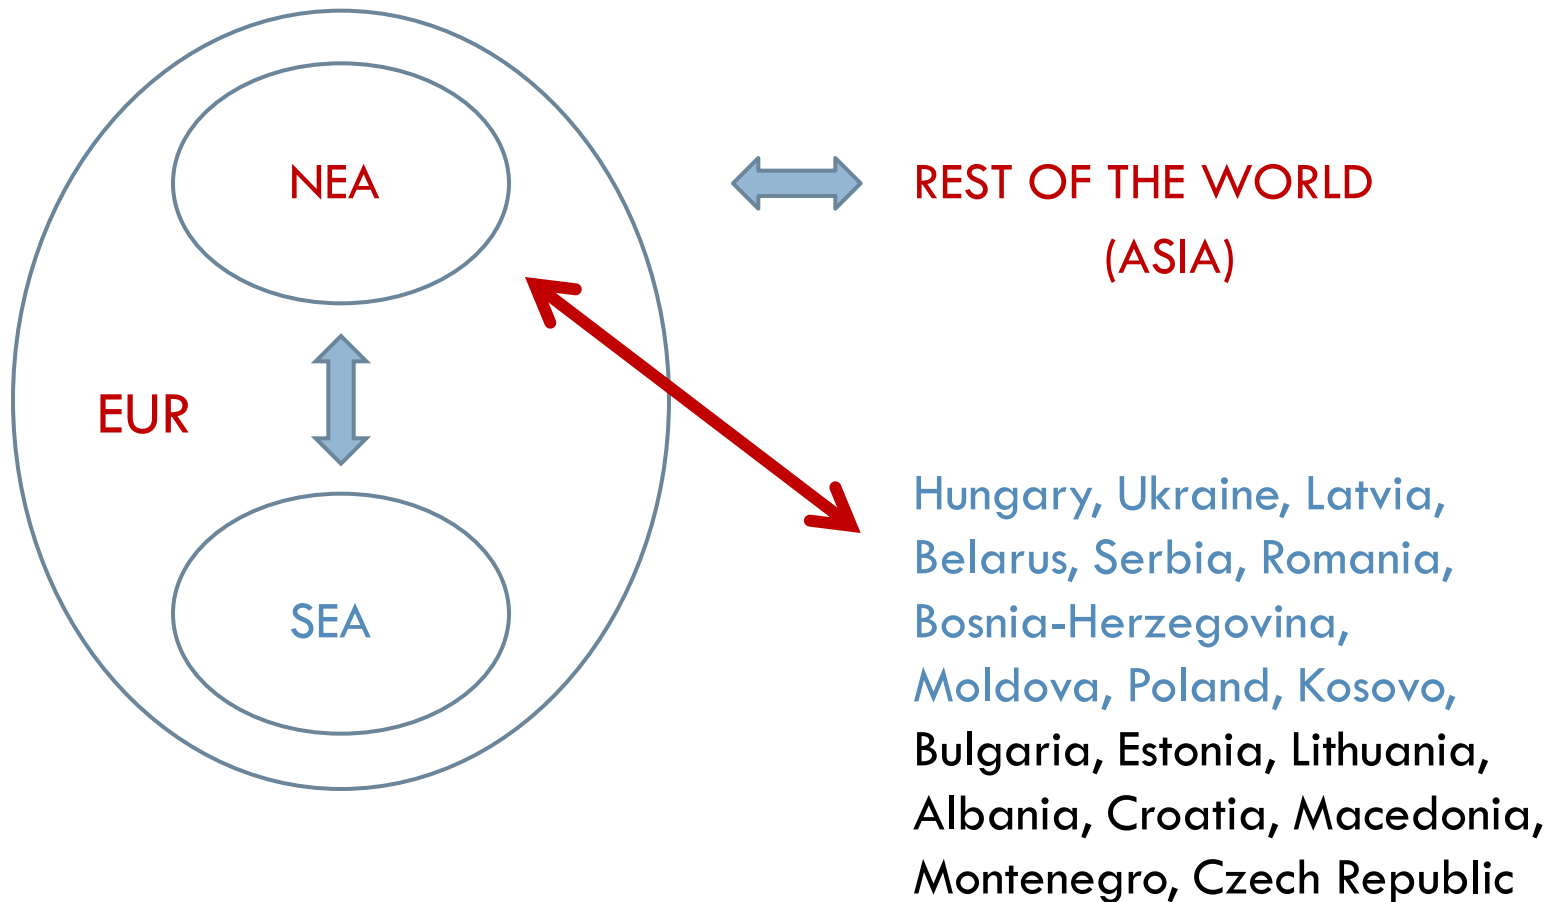 NEA
EUR
SEA
REST OF THE WORLD
(ASIA)
Hungary, Ukraine, Latvia,
Belarus, Serbia, Romania,
Bosnia-Herzegovina,
Moldova, Poland, Kosovo,
Bulgaria, Estonia, Lithuania,
Albania, Croatia, Macedonia,
Montenegro, Czech Republic